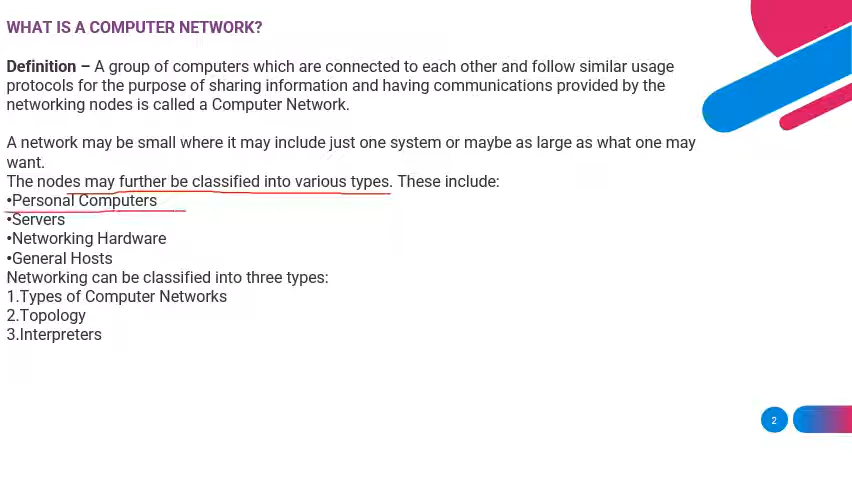 WHAT IS A COMPUTER NETWORK?
Definition – A group of computers which are connected to each other and follow similar usage
protocols for the purpose of sharing information and having communications provided by the
networking nodes is called a Computer Network.
A network may be small where it may include just one system or maybe as large as what one may
want.
The nodes may further be classified into various types. These include:
•Personal Computers
•Servers
•Networking Hardware
•General Hosts
Networking can be classified into three types:
1.Types of Computer Networks
2.Topology
3.Interpreters
2